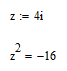 z := 4i
z² = −16